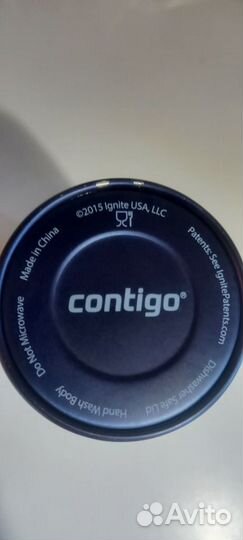 ©2015 Ignite USA, LLC
Patents: See IgnitePatents.com
Dishwasher Safe Lid
Hand Wash Body
Do Not Microwave
Made in China
contigo®
Avito